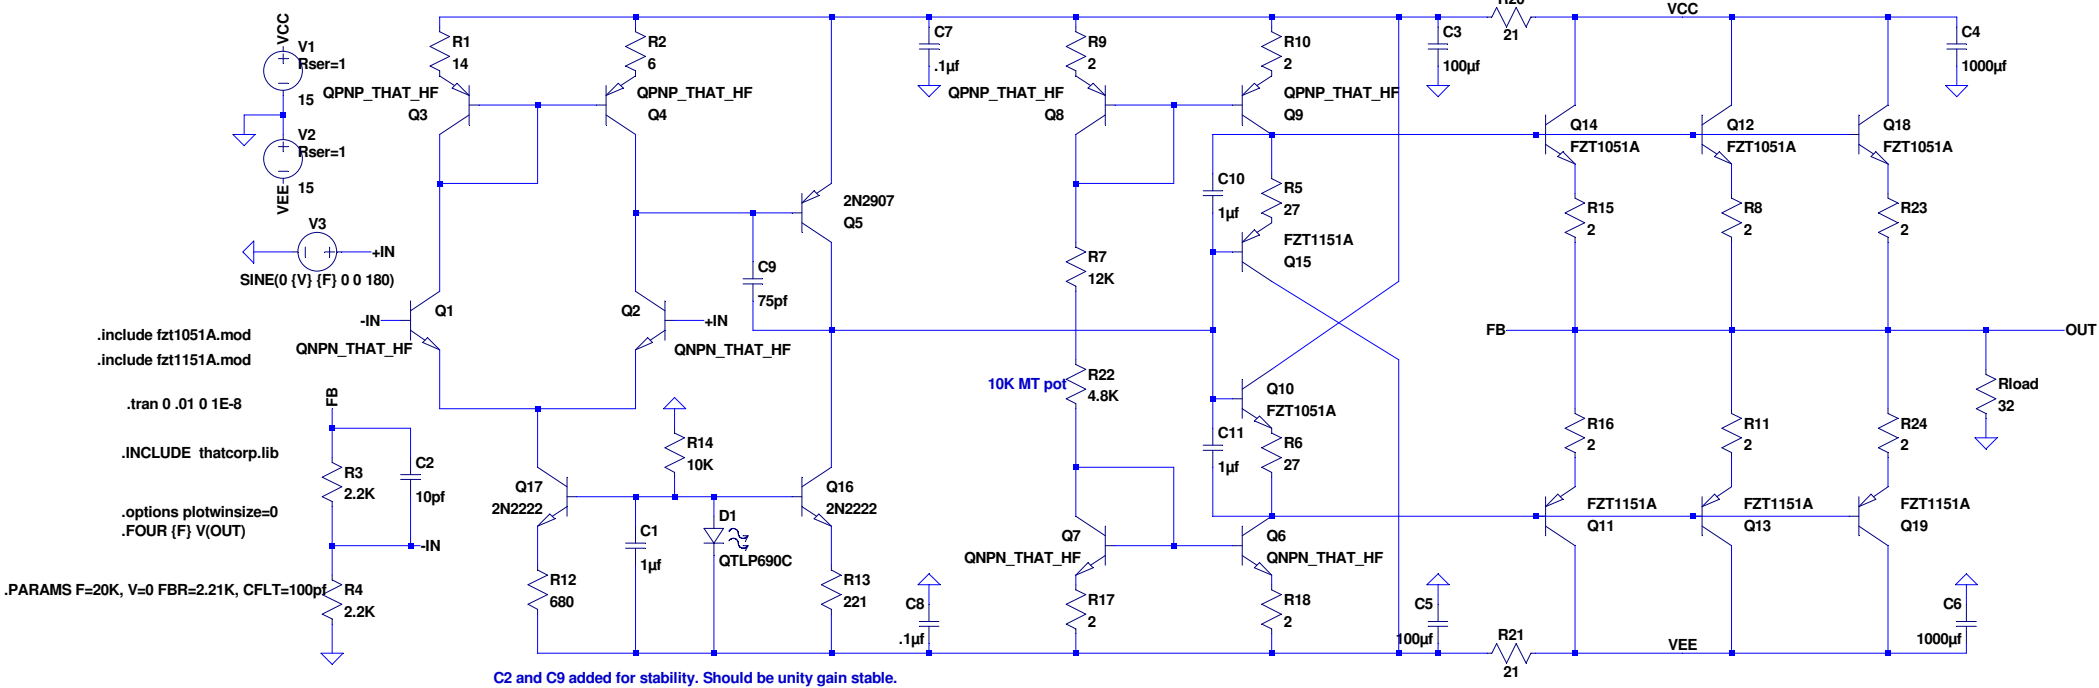 VCC
V1
Rser=1
15
V2
Rser=1
15
VEE
V3
+IN
SINE(0 {V} {F} 0 0 180)
.include fzt1051A.mod
.include fzt1151A.mod
.tran 0 .01 0 1E-8
.INCLUDE thatcorp.lib
.options plotwinsize=0
.FOUR {F} V(OUT)
.PARAMS F=20K, V=0 FBR=2.21K, CFLT=100pf
FB
R3
2.2K
C2
10pf
-IN
R4
2.2K
R1
14
R2
6
QPNP_THAT_HF
Q3
QPNP_THAT_HF
Q4
2N2907
Q5
C9
75pf
-IN
Q1
QNPN_THAT_HF
Q2
+IN
QNPN_THAT_HF
R14
10K
Q17
2N2222
Q16
2N2222
C1
1µf
D1
QTLP690C
R12
680
R13
221
C2 and C9 added for stability. Should be unity gain stable.
C7
.1µf
C8
.1µf
R9
2
R10
2
QPNP_THAT_HF
Q8
QPNP_THAT_HF
Q9
R7
12K
10K MT pot
R22
4.8K
C10
1µf
R5
27
FZT1151A
Q15
Q10
FZT1051A
C11
1µf
R6
27
Q7
QNPN_THAT_HF
Q6
QNPN_THAT_HF
R17
2
R18
2
C3
100µf
R20
21
VCC
C4
1000µf
Q14
FZT1051A
Q12
FZT1051A
Q18
FZT1051A
R15
2
R8
2
R23
2
FB
OUT
Rload
32
R16
2
R11
2
R24
2
FZT1151A
Q11
FZT1151A
Q13
FZT1151A
Q19
C5
100µf
R21
21
VEE
C6
1000µf